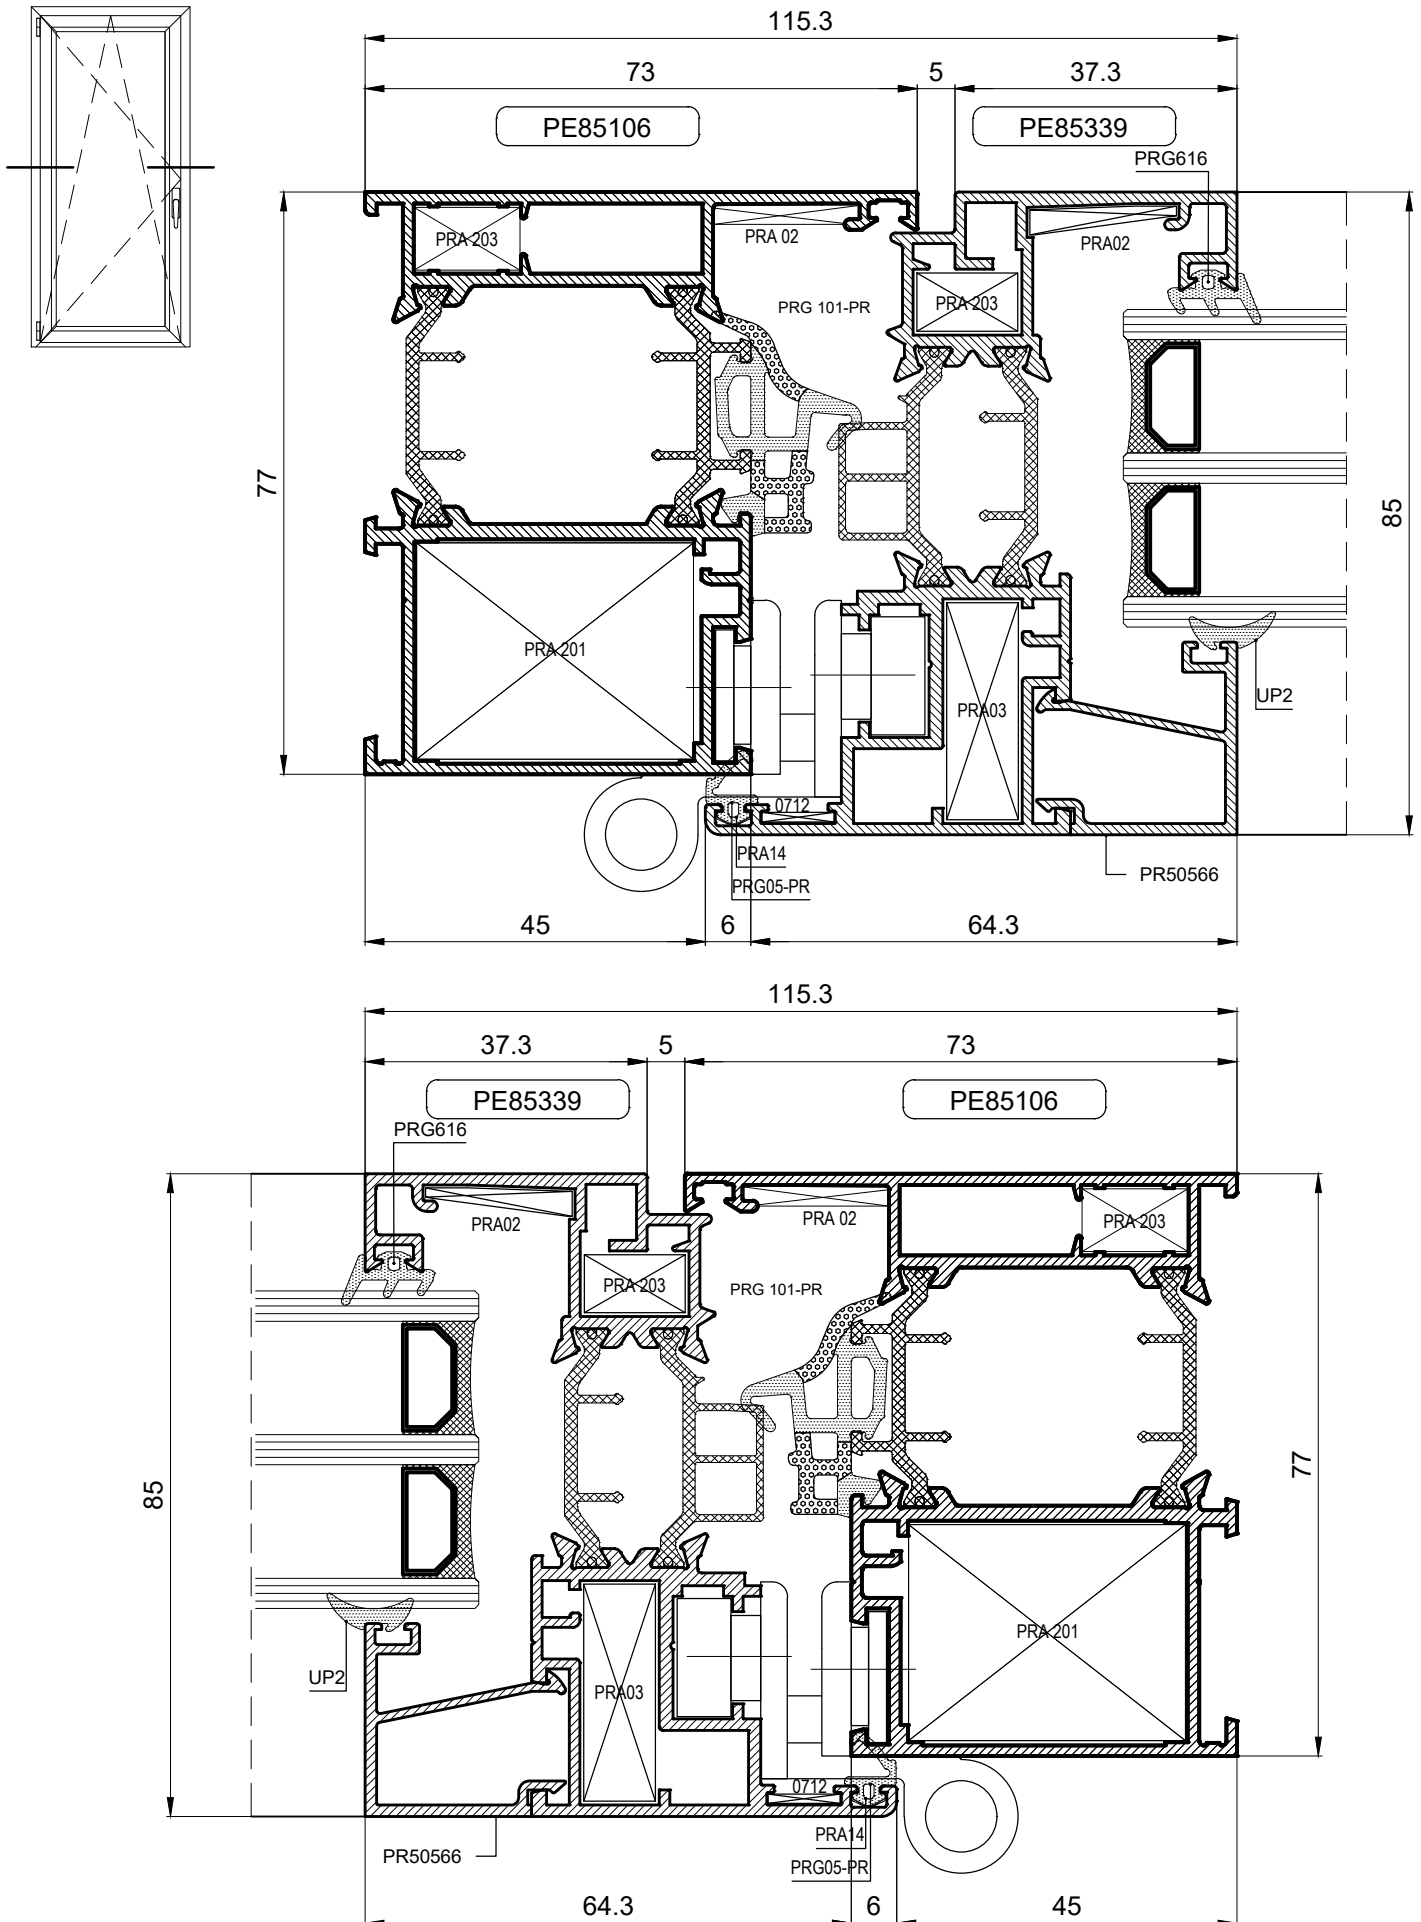 115.3
73 5 37.3
PE85106 PE85339
PRG616
PRA 203 PRA 02 PRA02
PRG 101-PR PRA 203
77
85
PRA 201
UP2
PRA03
0712
PRA14
PR50566
PRG05-PR
45 6 64.3
115.3
37.3 5 73
PE85339 PE85106
PRG616
PRA02 PRA 02 PRA 203
PRA 203 PRG 101-PR
77
85
PRA 201
UP2
PRA03
0712
PRA14
PR50566
PRG05-PR
64.3 6 45